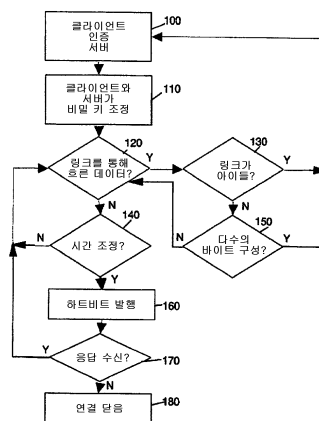 클라이언트
인증
서버
100
클라이언트와
서버가
비밀 키 조정
110
120
링크를 통해
흐른 데이터?
Y
N
130
링크가
아이들?
Y
N
140
시간 조정?
N
Y
150
다수의
바이트 구성?
N
Y
하트비트 발행
160
응답 수신?
170
Y
N
연결 닫음
180